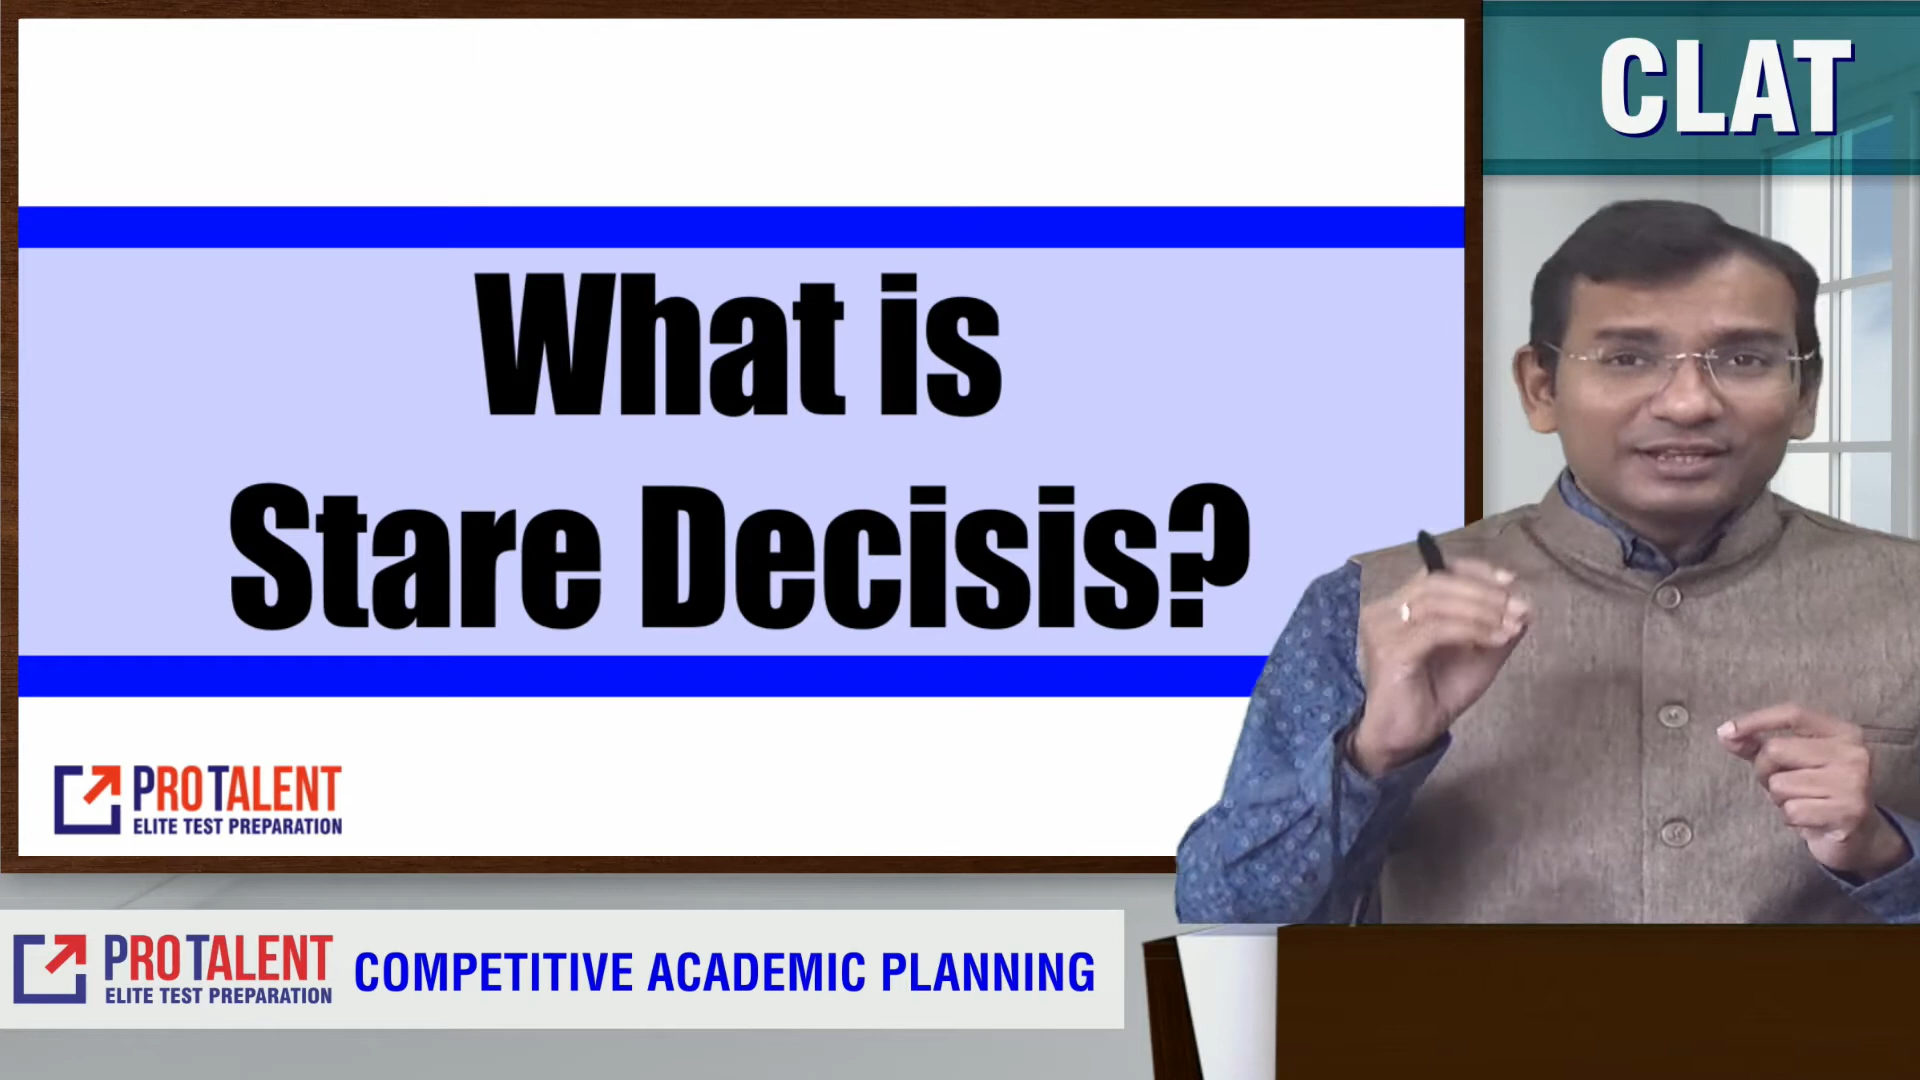 CLAT
What is
Stare Decisis?
PROTALENT
ELITE TEST PREPARATION
PROTALENT
ELITE TEST PREPARATION
COMPETITIVE ACADEMIC PLANNING